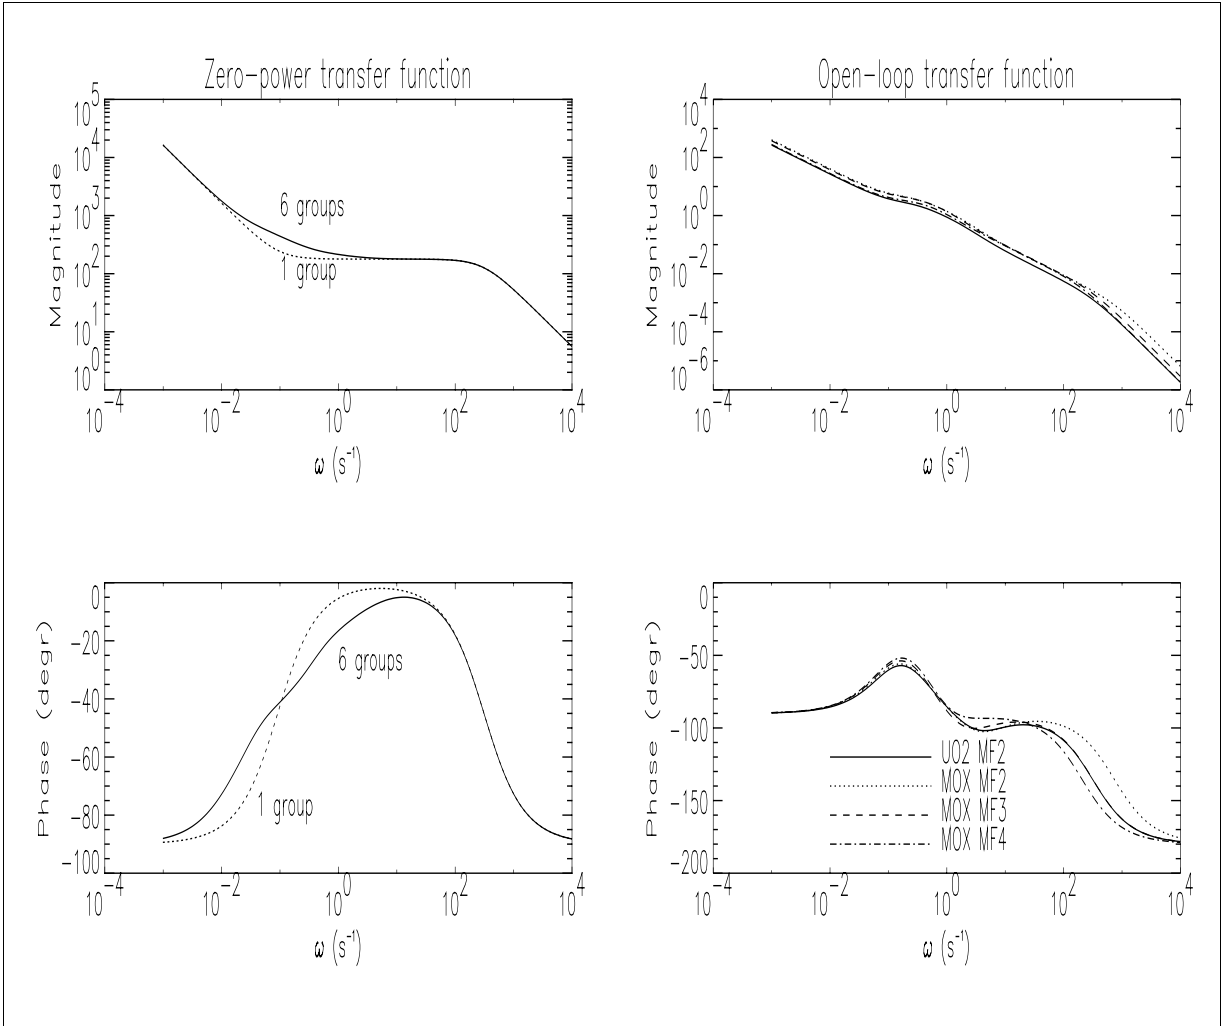 Zero-power transfer function
10^5
10^4
10^3
10^2
10^1
10^0
Magnitude
6 groups
1 group
10^-4
10^-2
10^0
10^2
10^4
ω (s^-1)
Open-loop transfer function
10^4
10^2
10^0
10^-2
10^-4
10^-6
Magnitude
10^-4
10^-2
10^0
10^2
10^4
ω (s^-1)
0
-20
-40
-60
-80
-100
Phase (degr)
6 groups
1 group
10^-4
10^-2
10^0
10^2
10^4
ω (s^-1)
0
-50
-100
-150
-200
Phase (degr)
UO2 MF2
MOX MF2
MOX MF3
MOX MF4
10^-4
10^-2
10^0
10^2
10^4
ω (s^-1)